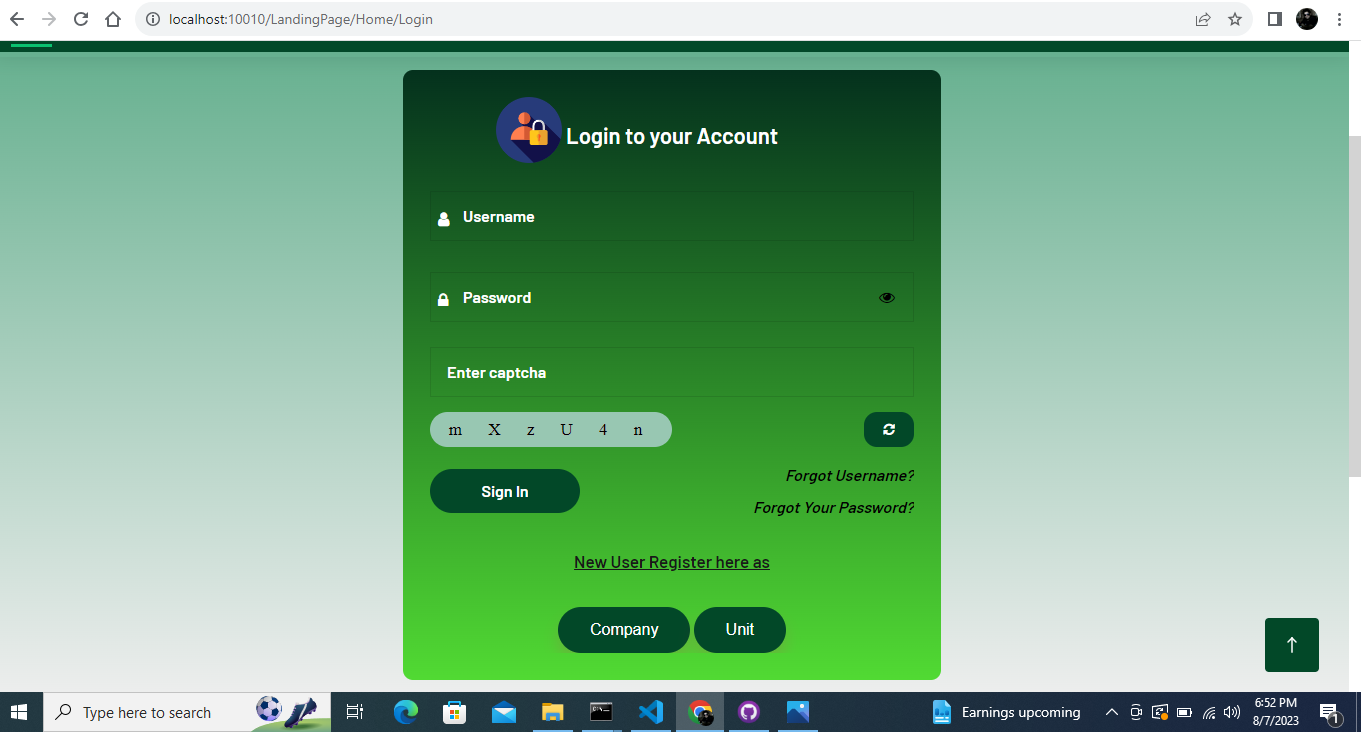 localhost:10010/LandingPage/Home/Login
Login to your Account
Username
Password
Enter captcha
m X z U 4 n
Sign In
Forgot Username?
Forgot Your Password?
New User Register here as
Company Unit
Type here to search
Earnings upcoming
6:52 PM
8/7/2023
1